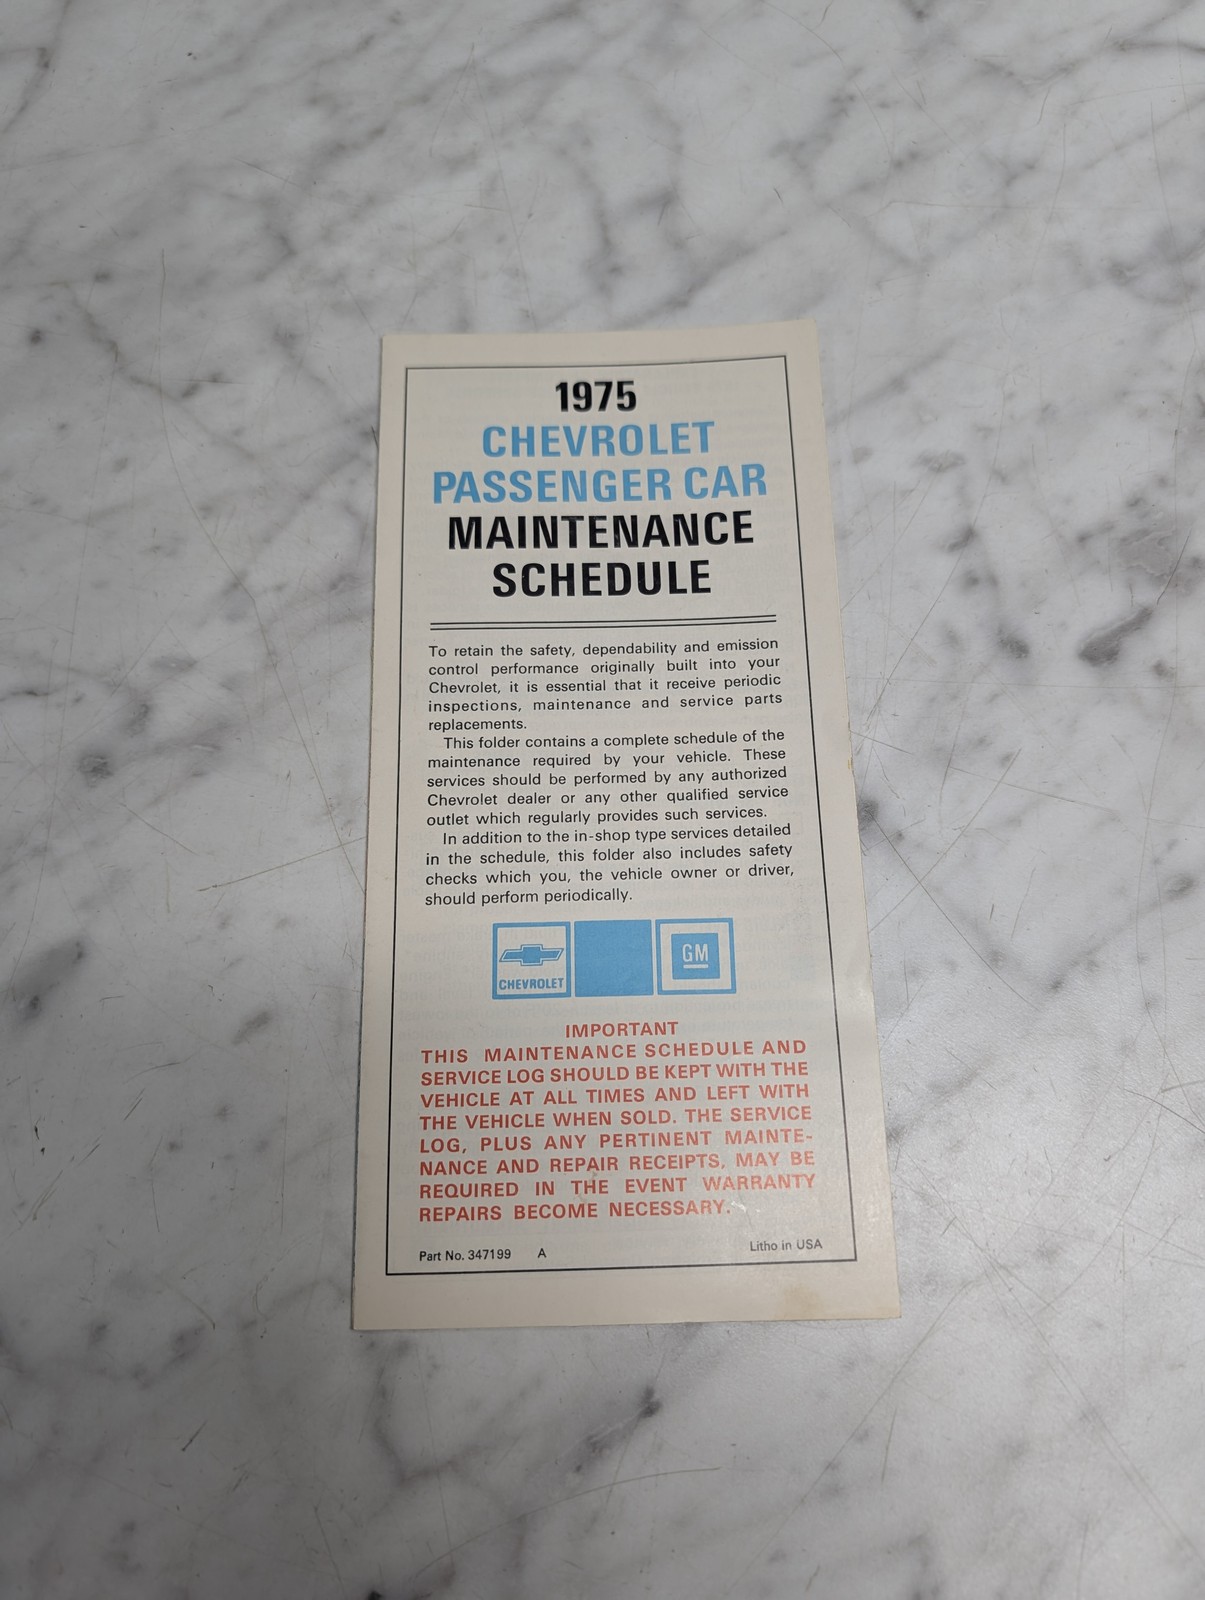 1975
CHEVROLET
PASSENGER CAR
MAINTENANCE
SCHEDULE
To retain the safety, dependability and emission
control performance originally built into your
Chevrolet, it is essential that it receive periodic
inspections, maintenance and service parts
replacements.
This folder contains a complete schedule of the
maintenance required by your vehicle. These
services should be performed by any authorized
Chevrolet dealer or any other qualified service
outlet which regularly provides such services.
In addition to the in-shop type services detailed
in the schedule, this folder also includes safety
checks which you, the vehicle owner or driver,
should perform periodically.
CHEVROLET
GM
IMPORTANT
THIS MAINTENANCE SCHEDULE AND
SERVICE LOG SHOULD BE KEPT WITH THE
VEHICLE AT ALL TIMES AND LEFT WITH
THE VEHICLE WHEN SOLD. THE SERVICE
LOG, PLUS ANY PERTINENT MAINTE-
NANCE AND REPAIR RECEIPTS, MAY BE
REQUIRED IN THE EVENT WARRANTY
REPAIRS BECOME NECESSARY.
Part No. 347199 A
Litho in USA